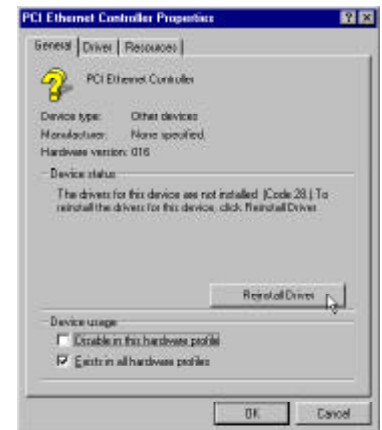 PCI Ethernet Controller Properties
General Driver Resources
PCI Ethernet Controller
Device type: Other devices
Manufacturer: None specified.
Hardware version: 016
Device status
The drivers for this device are not installed. (Code 28.) To
reinstall the drivers for this device, click Reinstall Driver.
Reinstall Driver
Device usage
Disable in this hardware profile
Exists in all hardware profiles
OK Cancel